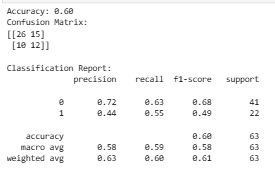 Accuracy: 0.60
Confusion Matrix:
[[26 15]
 [10 12]]
Classification Report:
precision recall f1-score support
0 0.72 0.63 0.68 41
1 0.44 0.55 0.49 22
accuracy 0.60 63
macro avg 0.58 0.59 0.58 63
weighted avg 0.63 0.60 0.61 63